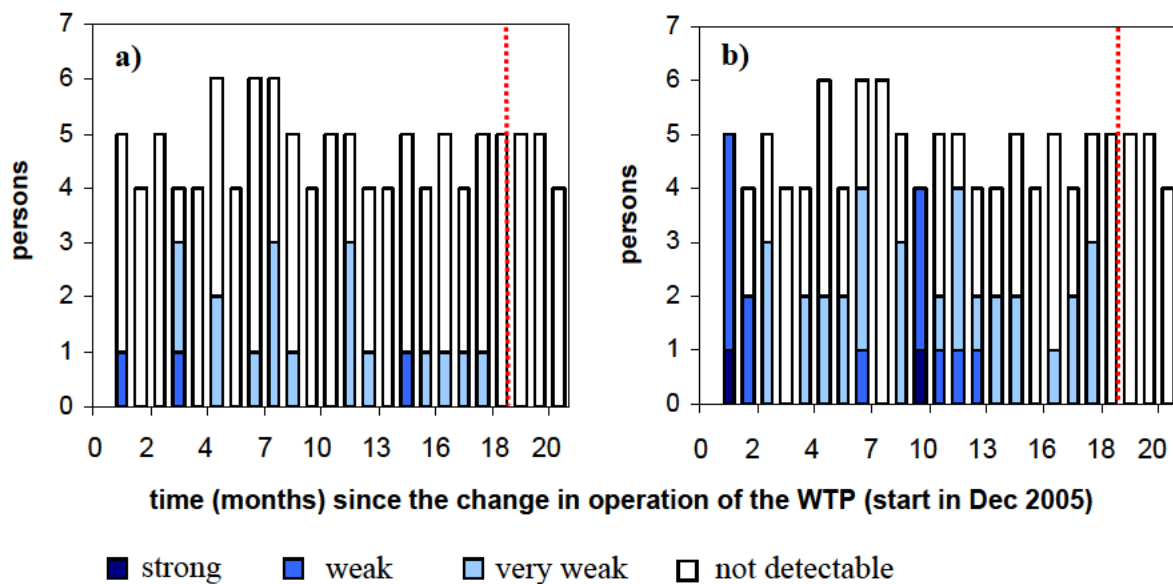 a)
persons
7
6
5
4
3
2
1
0
0 2 4 7 10 13 16 18 20
b)
persons
7
6
5
4
3
2
1
0
0 2 4 7 10 13 16 18 20
time (months) since the change in operation of the WTP (start in Dec 2005)
strong weak very weak not detectable